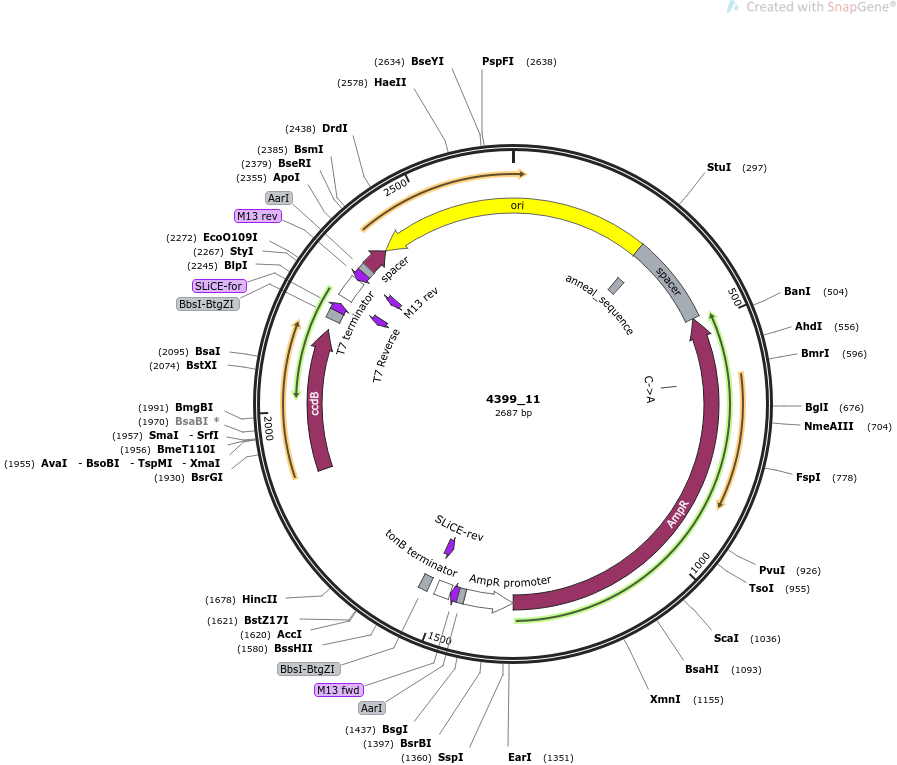 Created with SnapGene®
(2634) BseYI
PspFI (2638)
(2578) HaeII
(2438) DrdI
(2385) BsmI
(2379) BseRI
(2355) ApoI
AarI
M13 rev
(2272) EcoO109I
(2267) StyI
(2245) BlpI
SLiCE-for
BbsI-BtgZI
(2095) BsaI
(2074) BstXI
(1991) BmgBI
(1970) BsaBI *
(1957) SmaI - SrfI
(1956) BmeT110I
(1955) AvaI - BsoBI - TspMI - XmaI
(1930) BsrGI
(1678) HincII
(1621) BstZ17I
(1620) AccI
(1580) BssHII
BbsI-BtgZI
M13 fwd
AarI
(1437) BsgI
(1397) BsrBI
(1360) SspI
EarI (1351)
StuI (297)
BanI (504)
AhdI (556)
BmrI (596)
BglI (676)
NmeAIII (704)
FspI (778)
PvuI (926)
TsoI (955)
ScaI (1036)
BsaHI (1093)
XmnI (1155)
2500
500
1000
1500
2000
ori
spacer
spacer
anneal_sequence
M13 rev
T7 terminator
T7 Reverse
C->A
ccdB
4399_11
2687 bp
AmpR
SLiCE-rev
tonB terminator
AmpR promoter